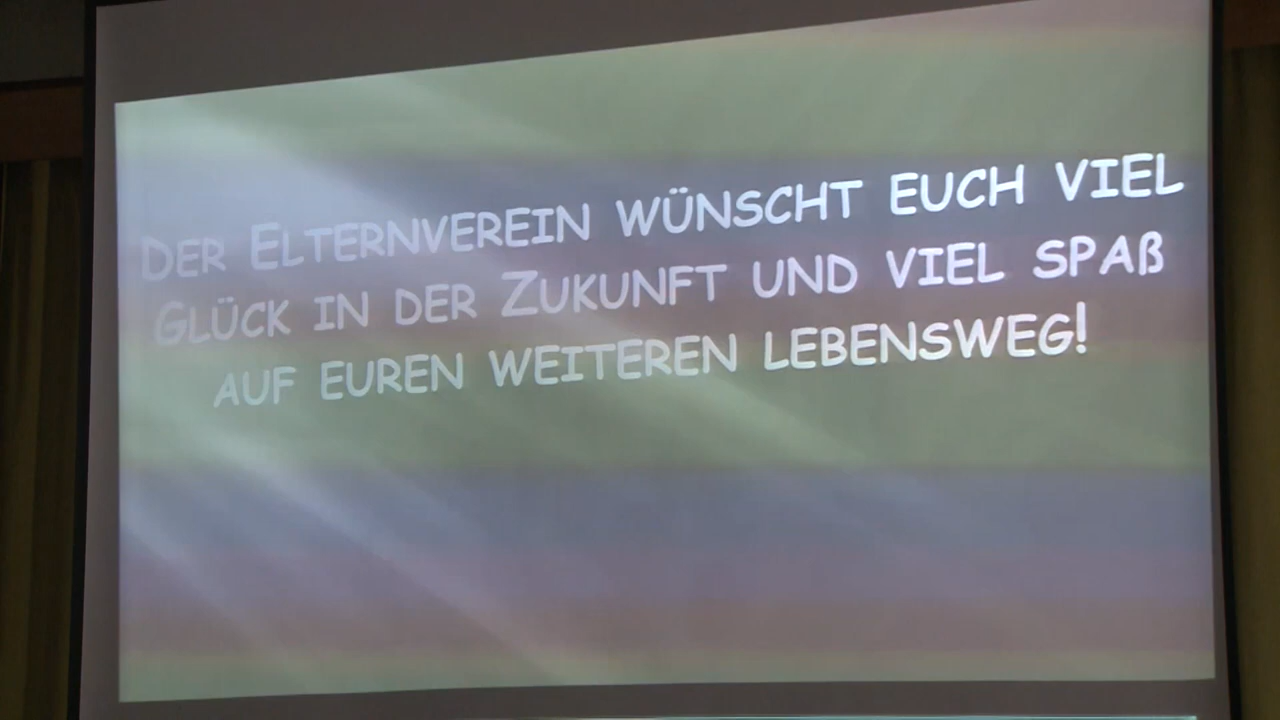 DER ELTERNVEREIN WÜNSCHT EUCH VIEL
GLÜCK IN DER ZUKUNFT UND VIEL SPAß
AUF EUREN WEITEREN LEBENSWEG!